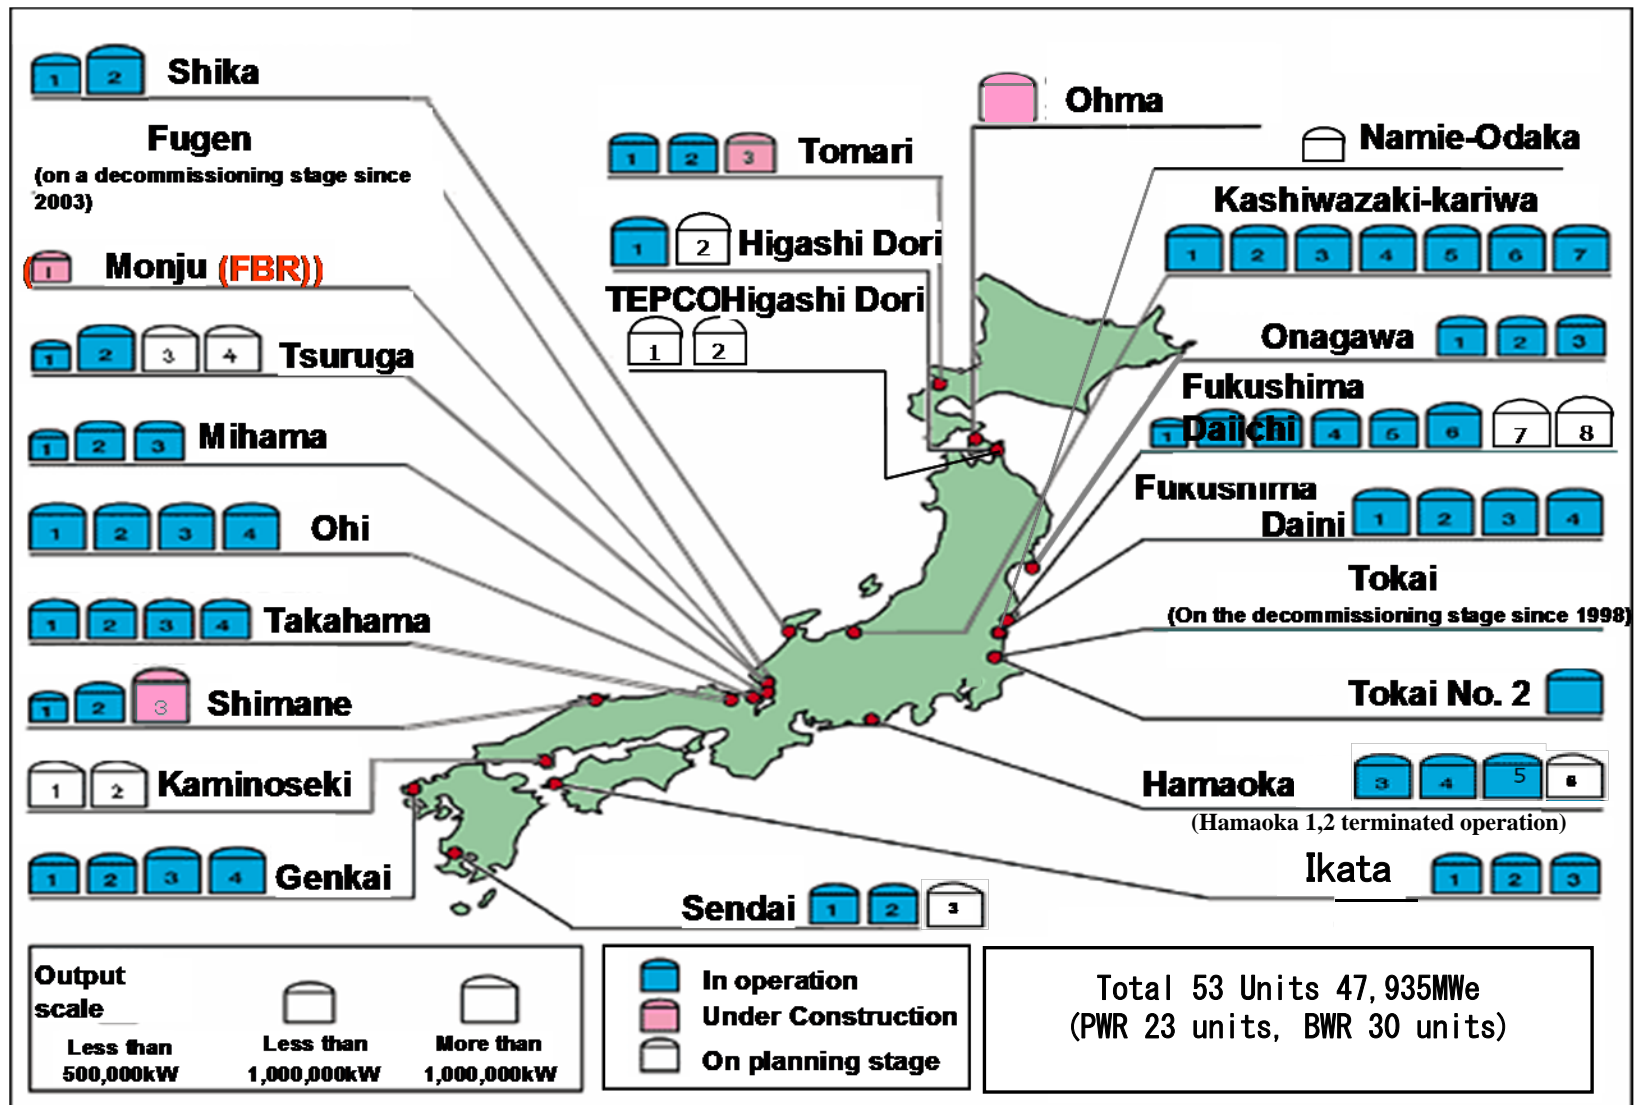 1 2 Shika
Fugen
(on a decommissioning stage since
2003)
(1 Monju (FBR))
1 2 3 4 Tsuruga
1 2 3 Mihama
1 2 3 4 Ohi
1 2 3 4 Takahama
1 2 3 Shimane
1 2 Kaminoseki
1 2 3 4 Genkai
Ohma
1 2 3 Tomari
1 2 Higashi Dori
TEPCOHigashi Dori
1 2
Namie-Odaka
Kashiwazaki-kariwa
1 2 3 4 5 6 7
Onagawa 1 2 3
Fukushima
1 Daiichi 4 5 6 7 8
Fukushima
Daini 1 2 3 4
Tokai
(On the decommissioning stage since 1998)
Tokai No. 2
Hamaoka 3 4 5 6
(Hamaoka 1,2 terminated operation)
Ikata 1 2 3
Sendai 1 2 3
Output
scale
Less than
500,000kW
Less than
1,000,000kW
More than
1,000,000kW
In operation
Under Construction
On planning stage
Total 53 Units 47,935MWe
(PWR 23 units, BWR 30 units)